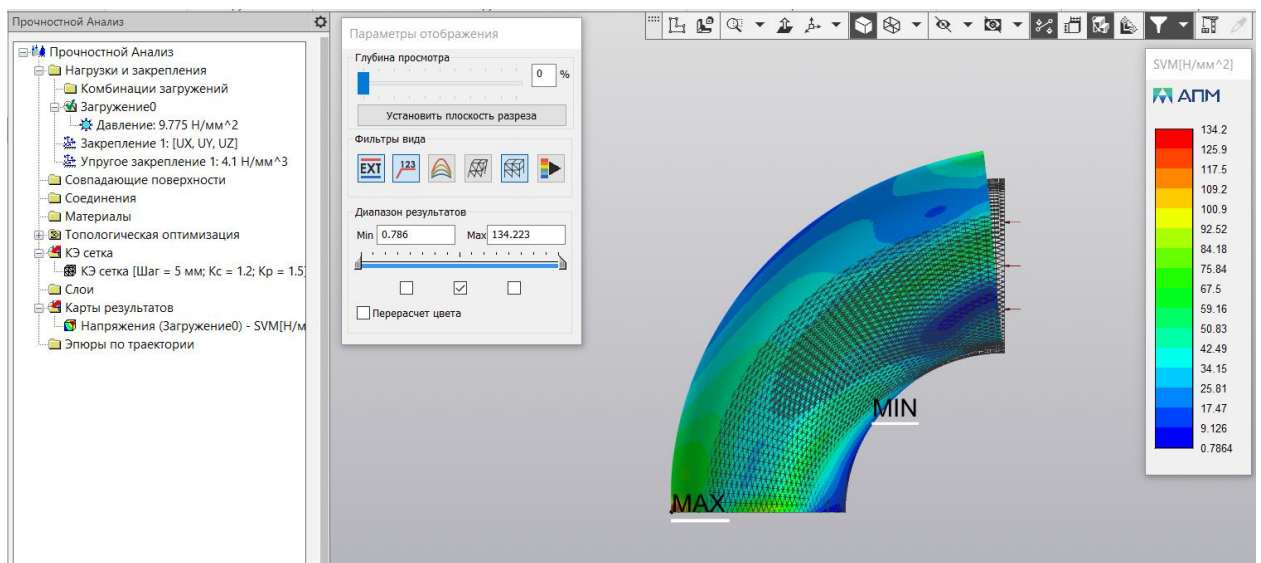 Прочностной Анализ
Прочностной Анализ
Нагрузки и закрепления
Комбинации загружений
Загружение0
Давление: 9.775 Н/мм^2
Закрепление 1: [UX, UY, UZ]
Упругое закрепление 1: 4.1 Н/мм^3
Совпадающие поверхности
Соединения
Материалы
Топологическая оптимизация
КЭ сетка
КЭ сетка [Шаг = 5 мм; Кс = 1.2; Кр = 1.5]
Слои
Карты результатов
Напряжения (Загружение0) - SVM[Н/м
Эпюры по траектории
Параметры отображения
Глубина просмотра
0 %
Установить плоскость разреза
Фильтры вида
EXT 123
Диапазон результатов
Min 0.786 Max 134.223
Перерасчет цвета
MIN
MAX
SVM[Н/мм^2]
АПМ
134.2
125.9
117.5
109.2
100.9
92.52
84.18
75.84
67.5
59.16
50.83
42.49
34.15
25.81
17.47
9.126
0.7864